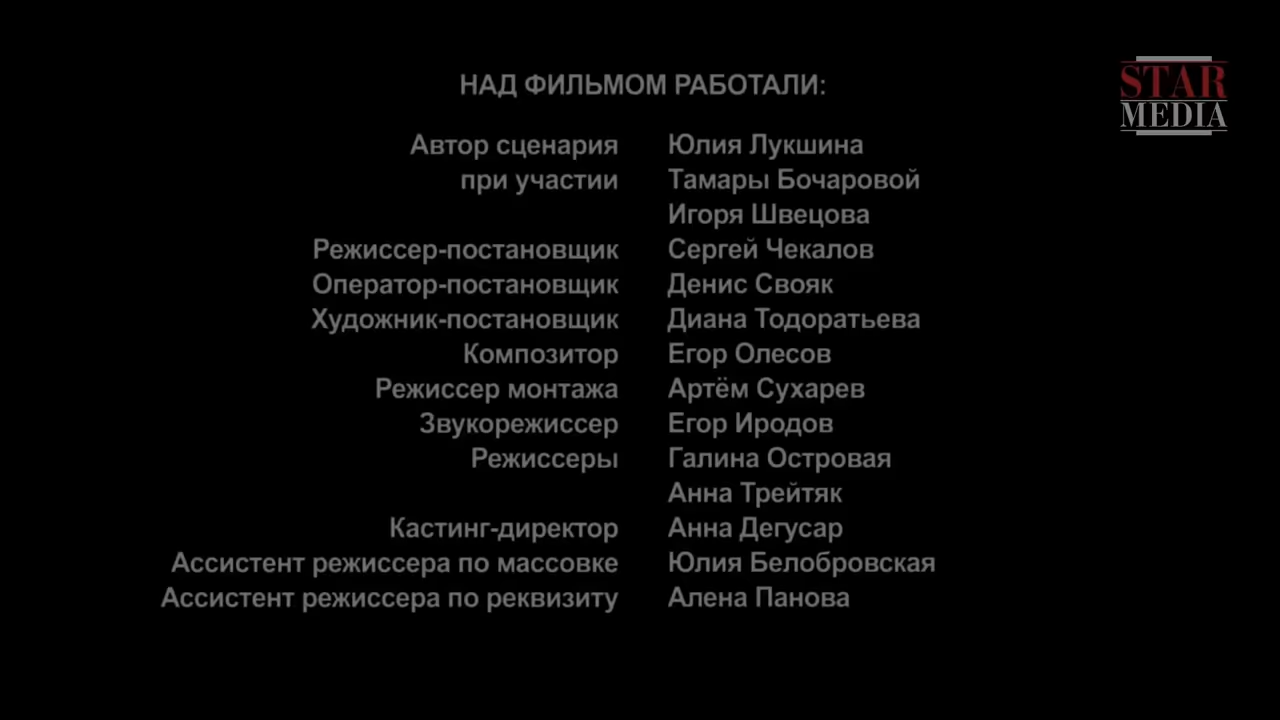 НАД ФИЛЬМОМ РАБОТАЛИ:
STAR
MEDIA
Автор сценария Юлия Лукшина
при участии Тамары Бочаровой
Игоря Швецова
Режиссер-постановщик Сергей Чекалов
Оператор-постановщик Денис Свояк
Художник-постановщик Диана Тодоратьева
Композитор Егор Олесов
Режиссер монтажа Артём Сухарев
Звукорежиссер Егор Иродов
Режиссеры Галина Островая
Анна Трейтяк
Кастинг-директор Анна Дегусар
Ассистент режиссера по массовке Юлия Белобровская
Ассистент режиссера по реквизиту Алена Панова